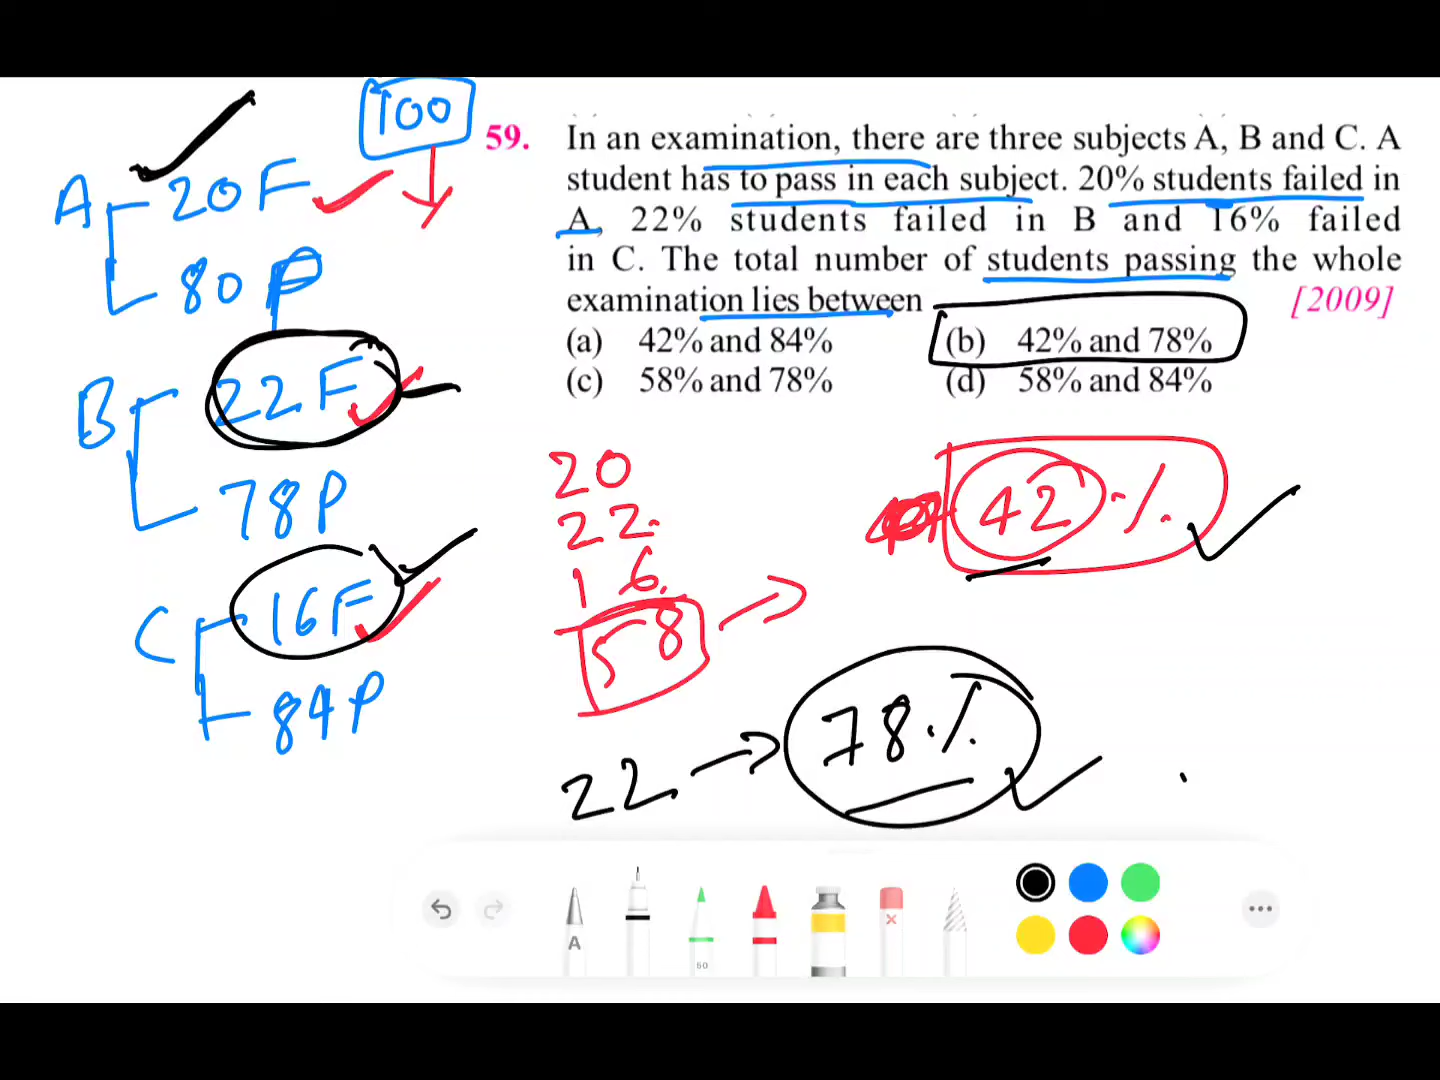 100
A 20F
80 P
B 22F
78P
C 16F
84P
59. In an examination, there are three subjects A, B and C. A
student has to pass in each subject. 20% students failed in
A, 22% students failed in B and 16% failed
in C. The total number of students passing the whole
examination lies between [2009]
(a) 42% and 84% (b) 42% and 78%
(c) 58% and 78% (d) 58% and 84%
20
22
16
58
42%
22 → 78%
A
50